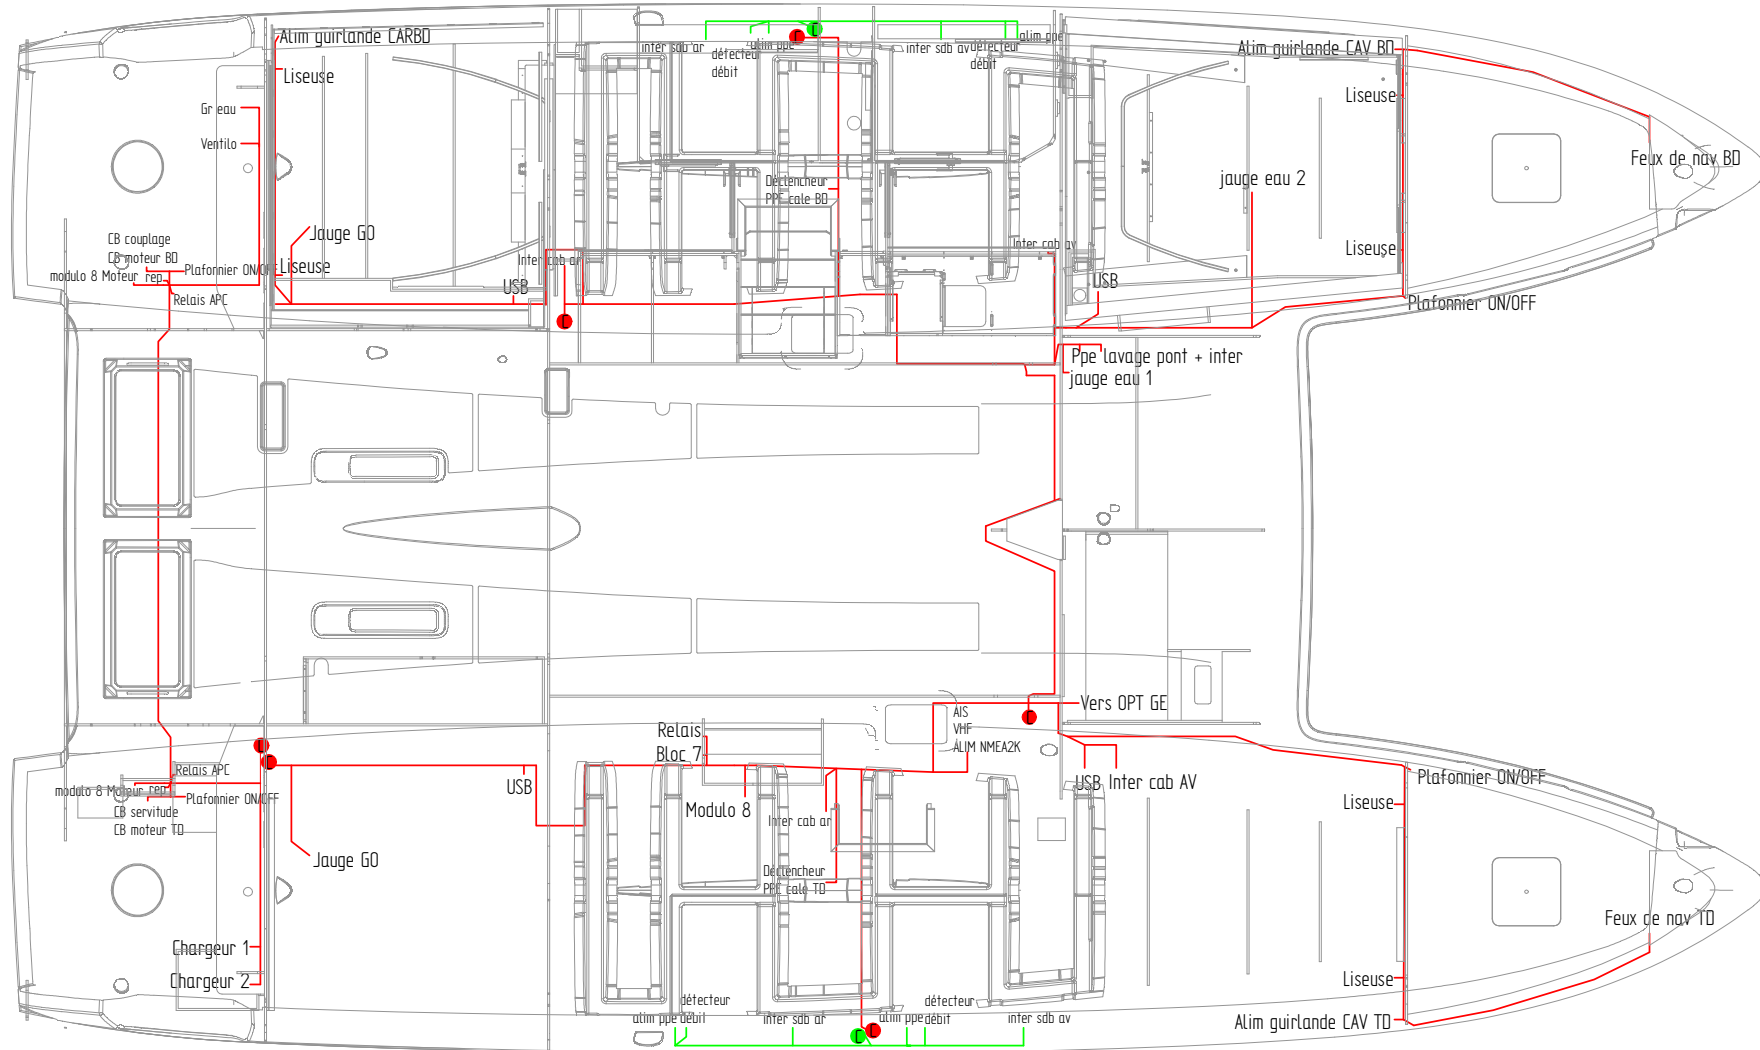 Alim guirlande CARBD
Liseuse
Gr eau
Ventilo
Jauge GO
CB couplage
CB moteur BD
modulo 8 Moteur rep
Plafonnier ON/OFF
Liseuse
Relais APC
USB
Inter cab ar
inter sdb ar
détecteur
débit
alim ppe
inter sdb av
détecteur
débit
alim ppe
Déclencheur
PPE cale BD
Inter cab av
USB
Alim guirlande CAV BD
Liseuse
jauge eau 2
Liseuse
Feux de nav BD
Plafonnier ON/OFF
Ppe lavage pont + inter
jauge eau 1
Vers OPT GE
AIS
VHF
ALIM NMEA2K
Relais
Bloc 7
Relais APC
modulo 8 Moteur rep
Plafonnier ON/OFF
CB servitude
CB moteur TD
USB
Modulo 8
Inter cab ar
USB Inter cab AV
Plafonnier ON/OFF
Liseuse
Jauge GO
Déclencheur
PPE cale TD
Feux de nav TD
Chargeur 1
Chargeur 2
Liseuse
détecteur
alim ppe débit
inter sdb ar
alim ppe
détecteur
débit
inter sdb av
Alim guirlande CAV TD